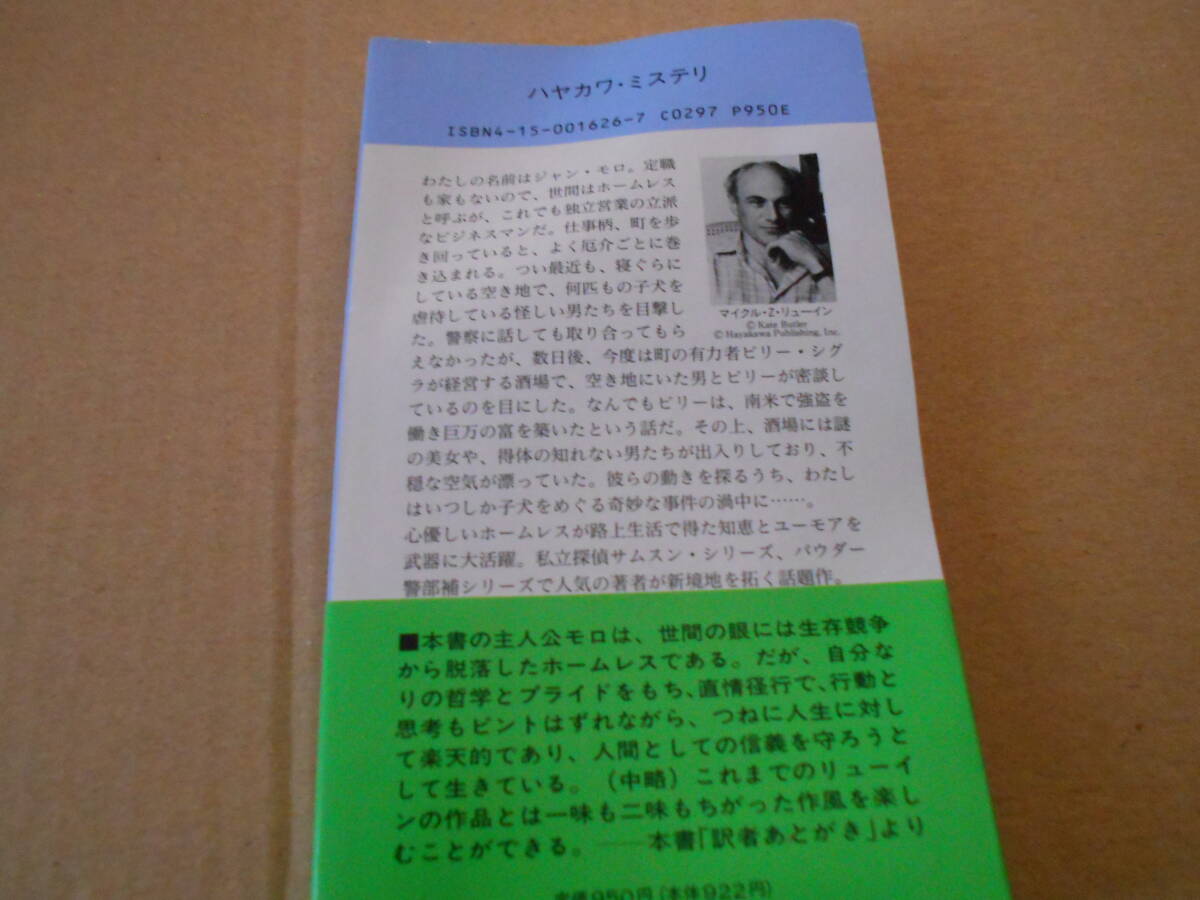 ハヤカワ・ミステリ
ISBN4-15-001626-7 C0297 P950E
わたしの名前はジャン・モロ。定職
も家もないので、世間はホームレス
と呼ぶが、これでも独立営業の立派
なビジネスマンだ。仕事柄、町を歩
き回っていると、よく厄介ごとに巻
き込まれる。つい最近も、寝ぐらに
している空き地で、何匹もの子犬を
虐待している怪しい男たちを目撃し
た。警察に話しても取り合ってもら
えなかったが、数日後、今度は町の有力者ビリー・シグ
ラが経営する酒場で、空き地にいた男とビリーが密談し
ているのを目にした。なんでもビリーは、南米で強盗を
働き巨万の富を築いたという話だ。その上、酒場には謎
の美女や、得体の知れない男たちが出入りしており、不
穏な空気が漂っていた。彼らの動きを探るうち、わたし
はいつしか子犬をめぐる奇妙な事件の渦中に……。
心優しいホームレスが路上生活で得た知恵とユーモアを
武器に大活躍。私立探偵サムスン・シリーズ、パウダー
警部補シリーズで人気の著者が新境地を拓く話題作。
マイクル・Z・リューイン
© Kate Butler
© Hayakawa Publishing, Inc.
■本書の主人公モロは、世間の眼には生存競争
から脱落したホームレスである。だが、自分な
りの哲学とプライドをもち、直情径行で、行動と
思考もピントはずれながら、つねに人生に対し
て楽天的であり、人間としての信義を守ろうと
して生きている。(中略)これまでのリューイ
ンの作品とは一味も二味もちがった作風を楽し
むことができる。——本書「訳者あとがき」より
定価950円(本体922円)